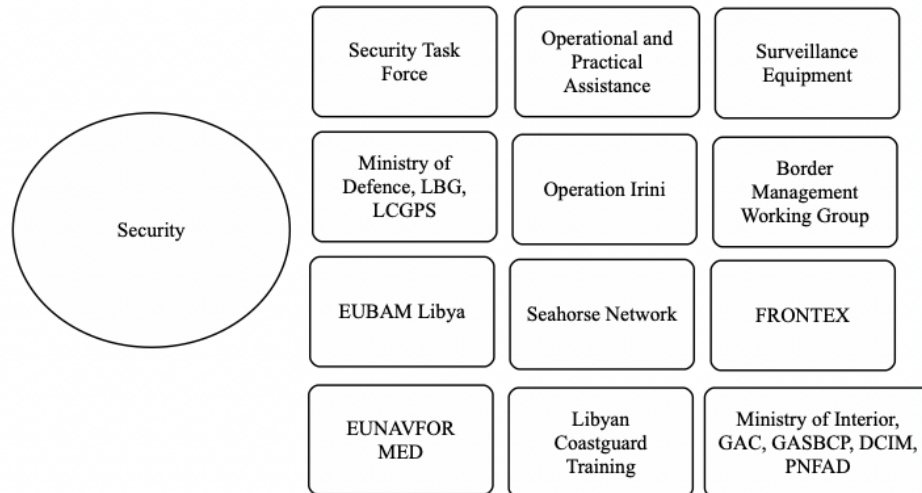 Security
Security Task
Force
Operational and
Practical
Assistance
Surveillance
Equipment
Ministry of
Defence, LBG,
LCGPS
Operation Irini
Border
Management
Working Group
EUBAM Libya
Seahorse Network
FRONTEX
EUNAVFOR
MED
Libyan
Coastguard
Training
Ministry of Interior,
GAC, GASBCP, DCIM,
PNFAD